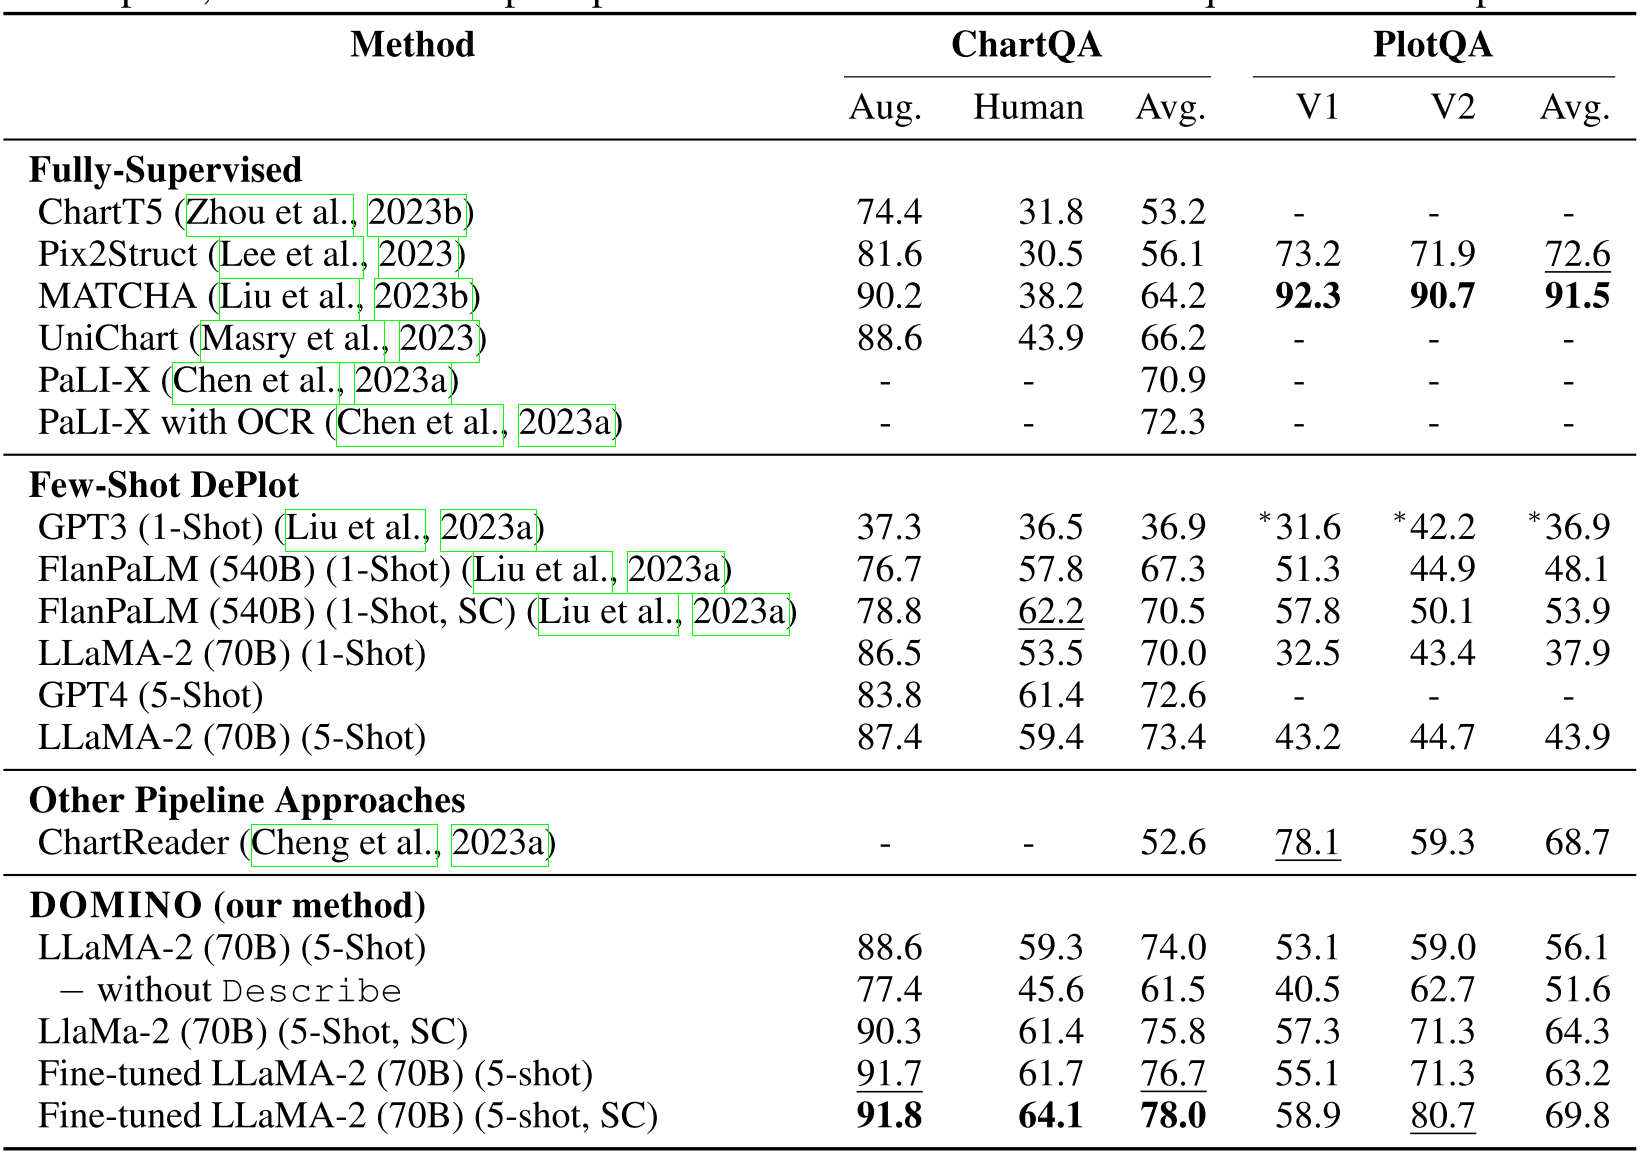 Method ChartQA PlotQA
Aug. Human Avg. V1 V2 Avg.
Fully-Supervised
ChartT5 (Zhou et al., 2023b) 74.4 31.8 53.2 - - -
Pix2Struct (Lee et al., 2023) 81.6 30.5 56.1 73.2 71.9 72.6
MATCHA (Liu et al., 2023b) 90.2 38.2 64.2 92.3 90.7 91.5
UniChart (Masry et al., 2023) 88.6 43.9 66.2 - - -
PaLI-X (Chen et al., 2023a) - - 70.9 - - -
PaLI-X with OCR (Chen et al., 2023a) - - 72.3 - - -
Few-Shot DePlot
GPT3 (1-Shot) (Liu et al., 2023a) 37.3 36.5 36.9 *31.6 *42.2 *36.9
FlanPaLM (540B) (1-Shot) (Liu et al., 2023a) 76.7 57.8 67.3 51.3 44.9 48.1
FlanPaLM (540B) (1-Shot, SC) (Liu et al., 2023a) 78.8 62.2 70.5 57.8 50.1 53.9
LLaMA-2 (70B) (1-Shot) 86.5 53.5 70.0 32.5 43.4 37.9
GPT4 (5-Shot) 83.8 61.4 72.6 - - -
LLaMA-2 (70B) (5-Shot) 87.4 59.4 73.4 43.2 44.7 43.9
Other Pipeline Approaches
ChartReader (Cheng et al., 2023a) - - 52.6 78.1 59.3 68.7
DOMINO (our method)
LLaMA-2 (70B) (5-Shot) 88.6 59.3 74.0 53.1 59.0 56.1
− without Describe 77.4 45.6 61.5 40.5 62.7 51.6
LlaMa-2 (70B) (5-Shot, SC) 90.3 61.4 75.8 57.3 71.3 64.3
Fine-tuned LLaMA-2 (70B) (5-shot) 91.7 61.7 76.7 55.1 71.3 63.2
Fine-tuned LLaMA-2 (70B) (5-shot, SC) 91.8 64.1 78.0 58.9 80.7 69.8